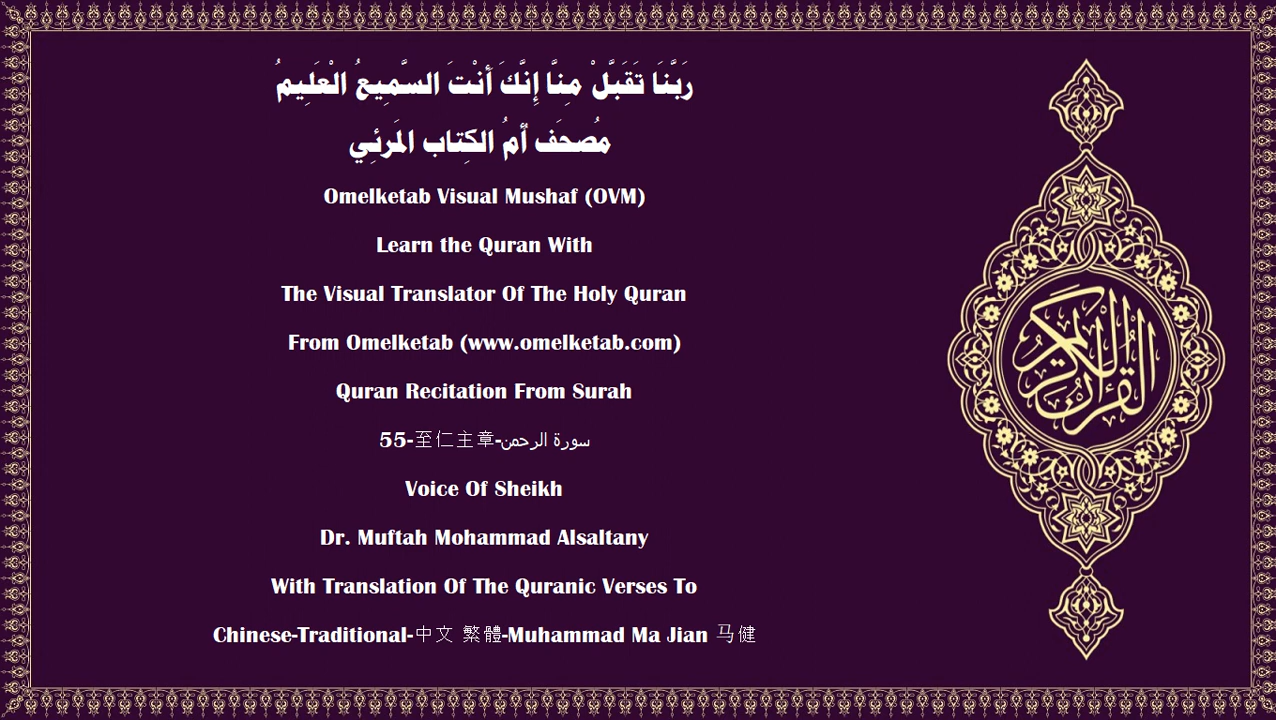 رَبَّنَا تَقَبَّلْ مِنَّا إِنَّكَ أَنْتَ السَّمِيعُ الْعَلِيمُ
مُصحَف أمُ الكِتاب المَرئِي
Omelketab Visual Mushaf (OVM)
Learn the Quran With
The Visual Translator Of The Holy Quran
From Omelketab (www.omelketab.com)
Quran Recitation From Surah
55-至仁主章-سورة الرحمن
Voice Of Sheikh
Dr. Muftah Mohammad Alsaltany
With Translation Of The Quranic Verses To
Chinese-Traditional-中文 繁體-Muhammad Ma Jian 马健
القرآن الكريم